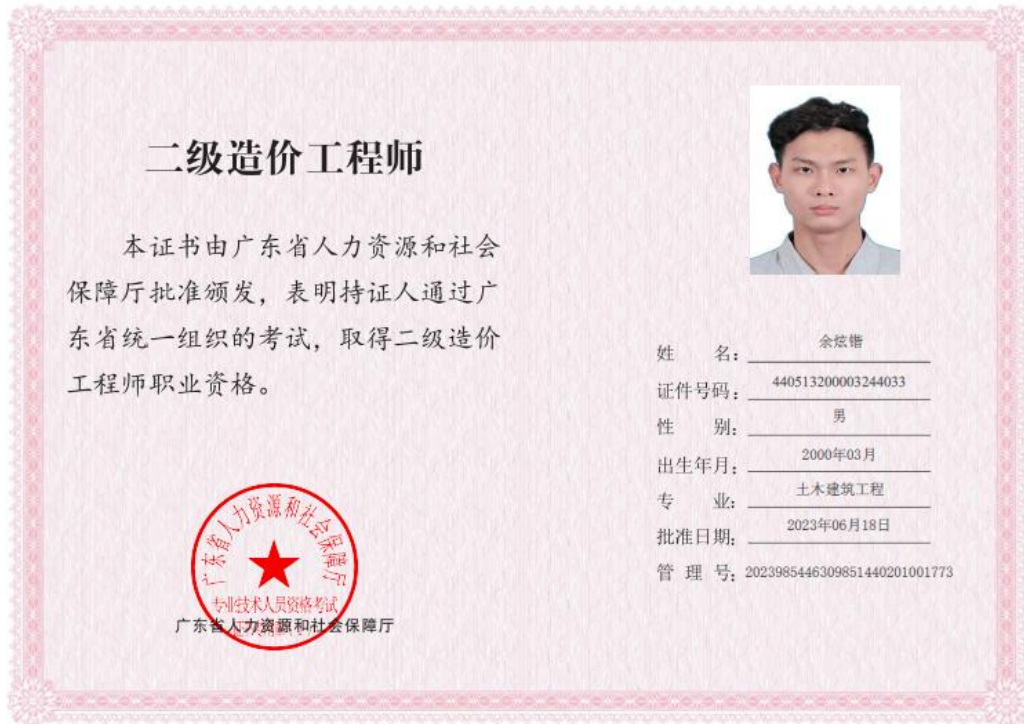 二级造价工程师
本证书由广东省人力资源和社会
保障厅批准颁发，表明持证人通过广
东省统一组织的考试，取得二级造价
工程师职业资格。
广东省人力资源和社会保障厅
专业技术人员资格考试
广东省人力资源和社会保障厅
姓 名：余炫锴
证件号码：440513200003244033
性 别：男
出生年月：2000年03月
专 业：土木建筑工程
批准日期：2023年06月18日
管 理 号：20239854463098514402010017​73